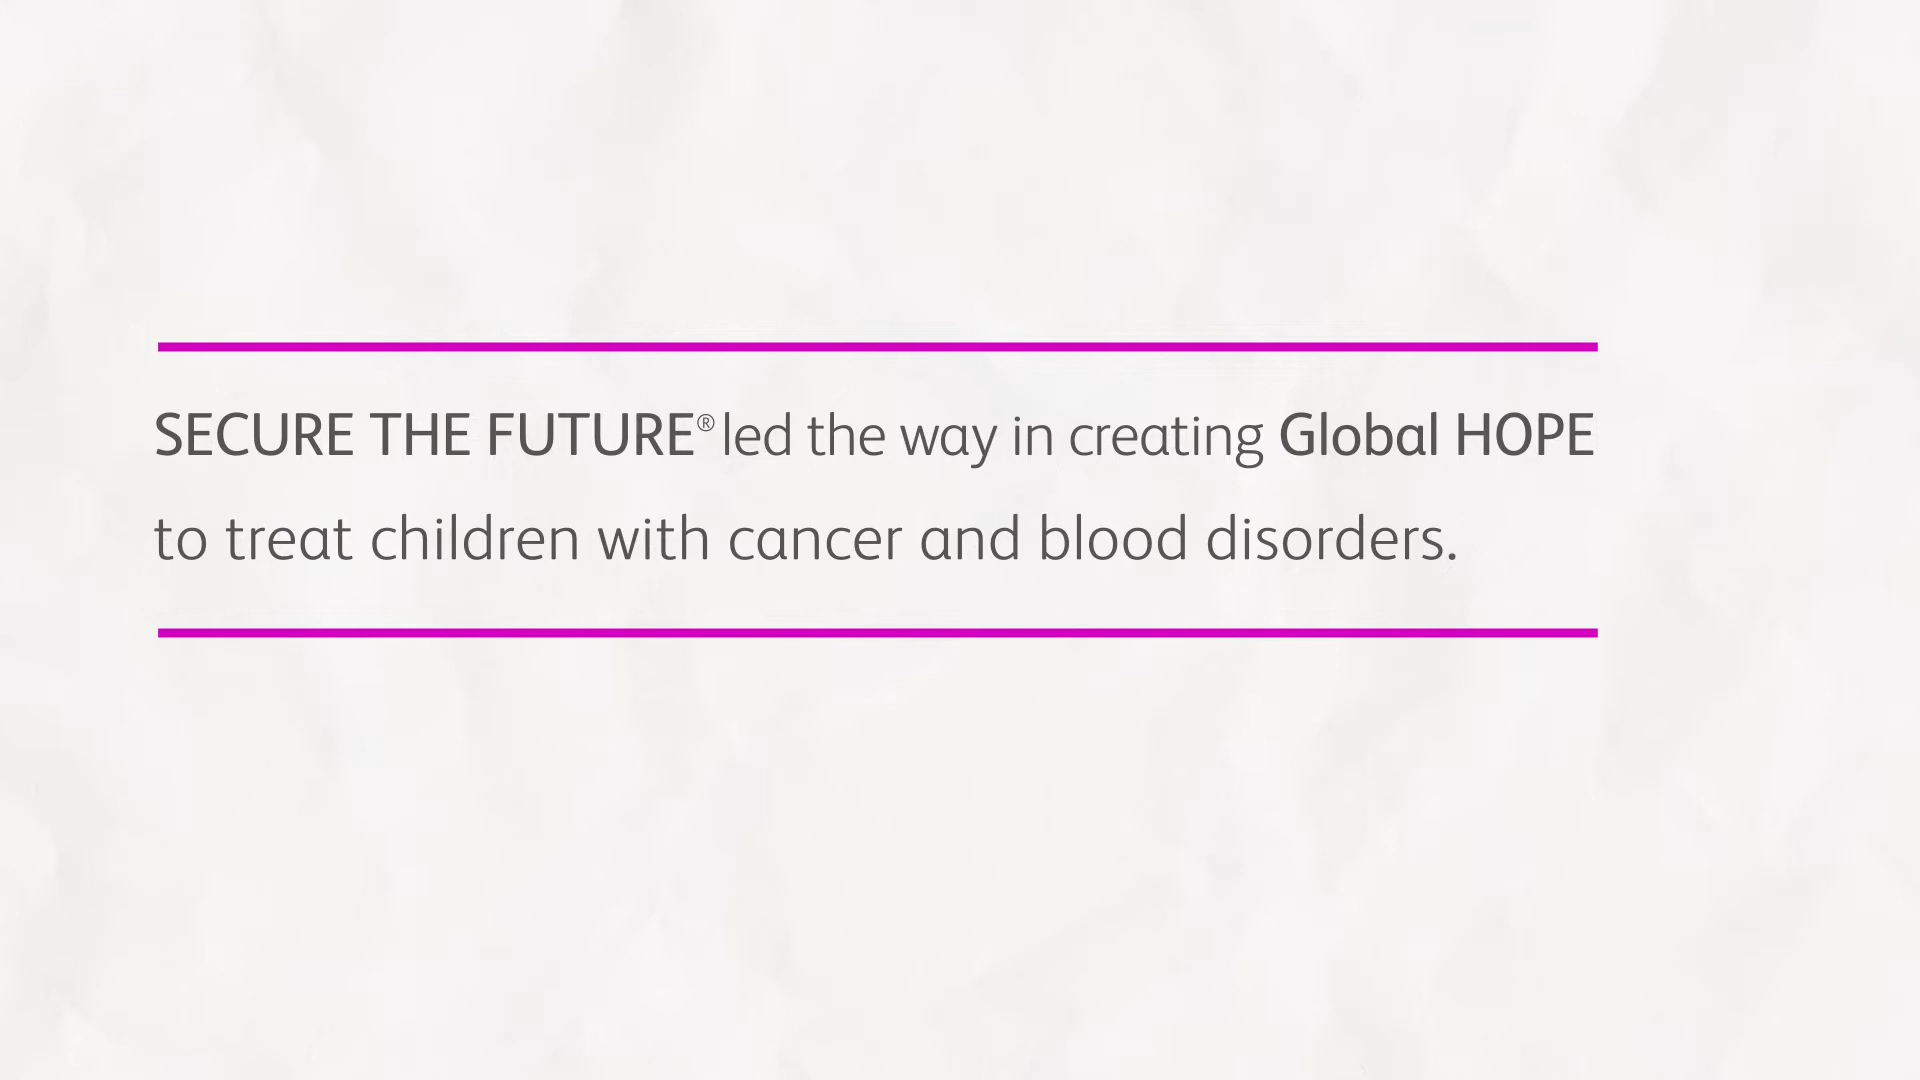 SECURE THE FUTURE® led the way in creating Global HOPE
to treat children with cancer and blood disorders.